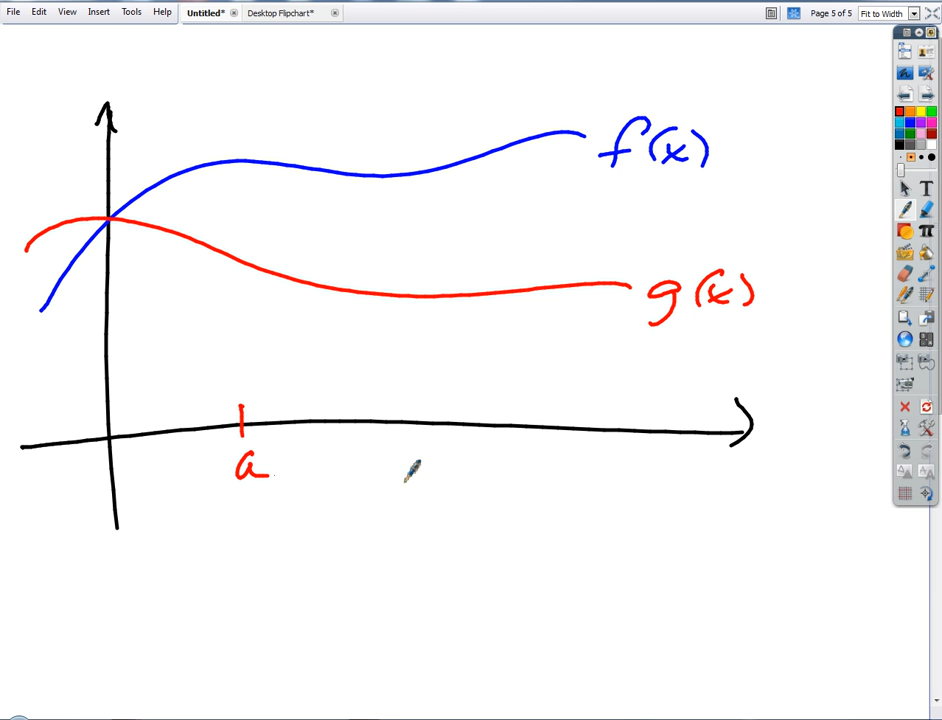 File Edit View Insert Tools Help Untitled* Desktop Flipchart* Page 5 of 5 Fit to Width
f(x)
g(x)
a